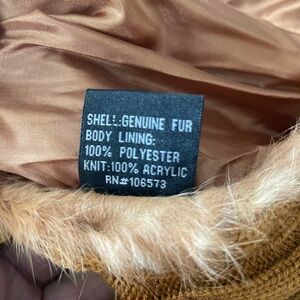 SHELL:GENUINE FUR
BODY LINING:
100% POLYESTER
KNIT:100% ACRYLIC
RN#106573